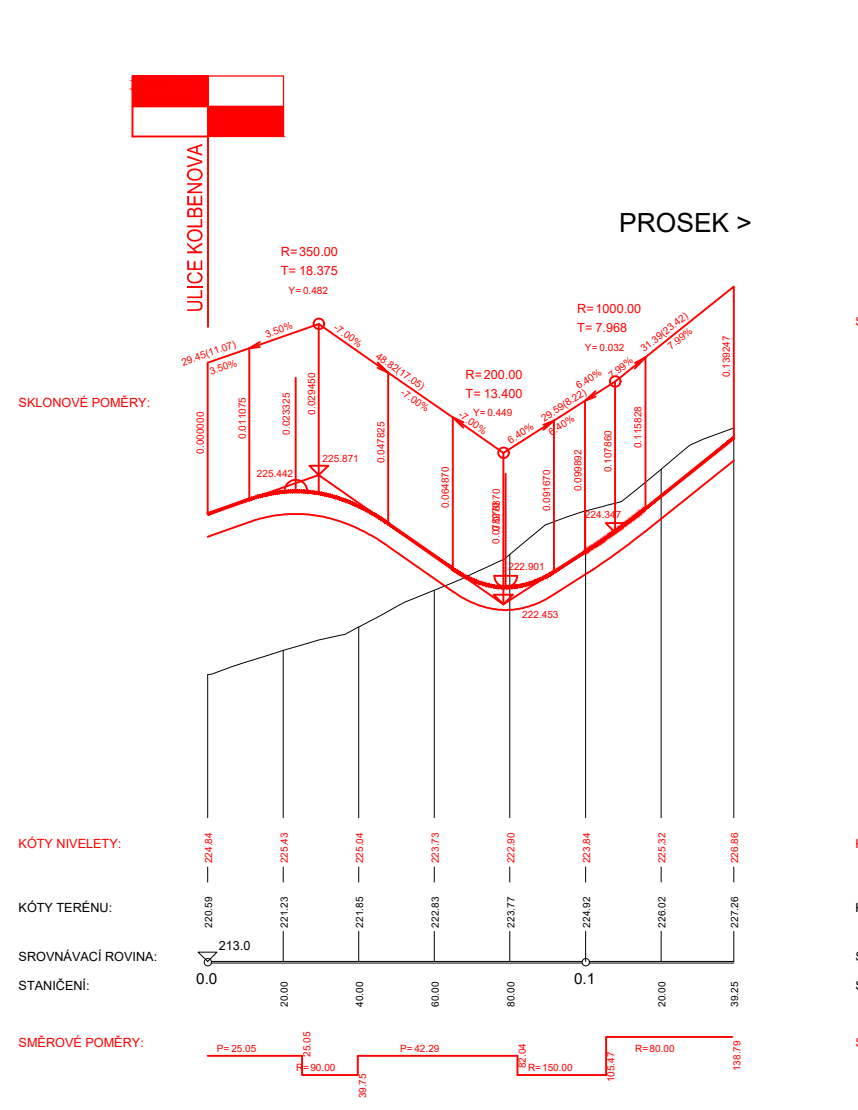 ULICE KOLBENOVA
PROSEK >
R=350.00
T= 18.375
Y= 0.482
R=1000.00
T= 7.968
Y= 0.032
R=200.00
T= 13.400
Y= 0.449
29.45(11.07)
3.50%
3.50%
-7.00%
48.82(17.05)
-7.00%
-7.00%
6.40%
29.59(8.22)
6.40%
6.40%
7.99%
31.39(23.42)
7.99%
SKLONOVÉ POMĚRY:
0.000000
0.011075
0.023325
0.029450
0.047825
0.064870
0.091670
0.099892
0.107860
0.115828
0.139247
225.442
225.871
222.901
222.453
224.347
KÓTY NIVELETY:
224.84
225.43
225.04
223.73
222.90
223.84
225.32
226.86
KÓTY TERÉNU:
220.59
221.23
221.85
222.83
223.77
224.92
226.02
227.26
SROVNÁVACÍ ROVINA:
213.0
STANIČENÍ:
0.0
20.00
40.00
60.00
80.00
0.1
20.00
39.25
SMĚROVÉ POMĚRY:
P= 25.05
25.05
R=90.00
39.75
P= 42.29
82.04
R=150.00
105.47
R=80.00
138.79